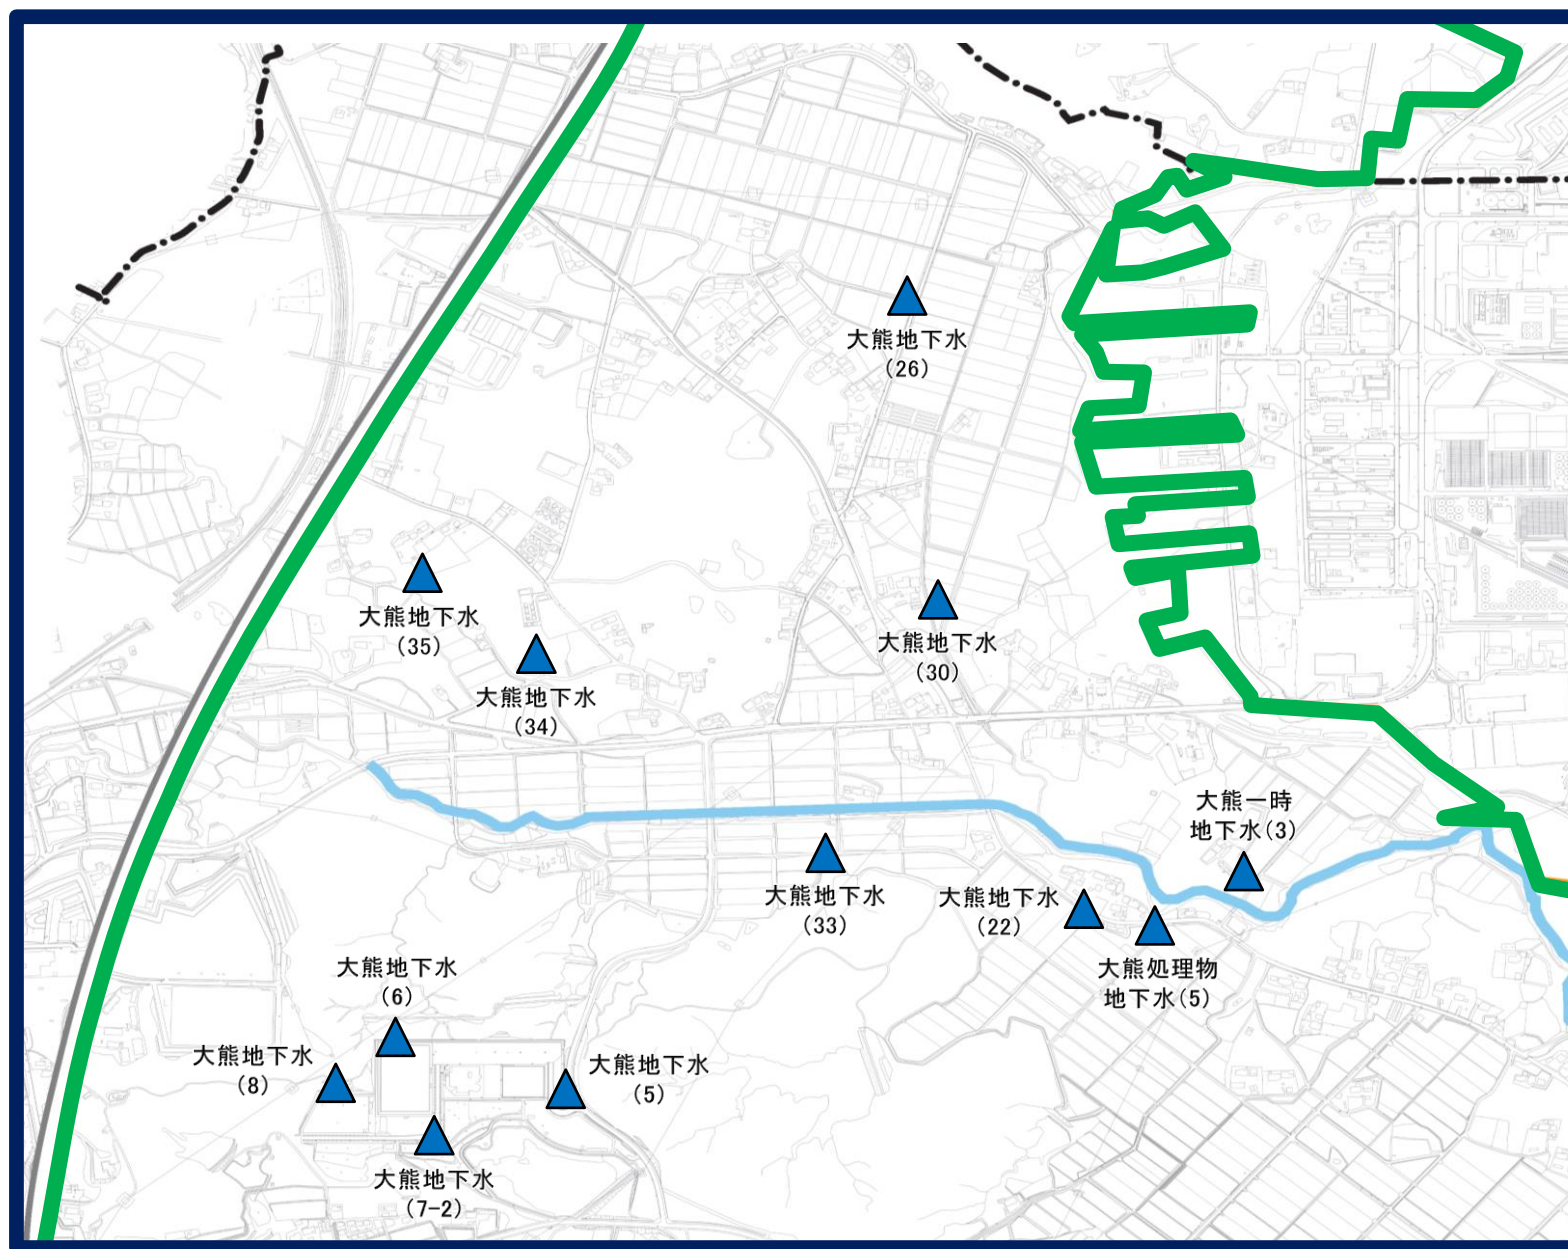 大熊地下水
(26)
大熊地下水
(35)
大熊地下水
(30)
大熊地下水
(34)
大熊一時
地下水(3)
大熊地下水
(33)
大熊地下水
(22)
大熊処理物
地下水(5)
大熊地下水
(6)
大熊地下水
(8)
大熊地下水
(5)
大熊地下水
(7-2)